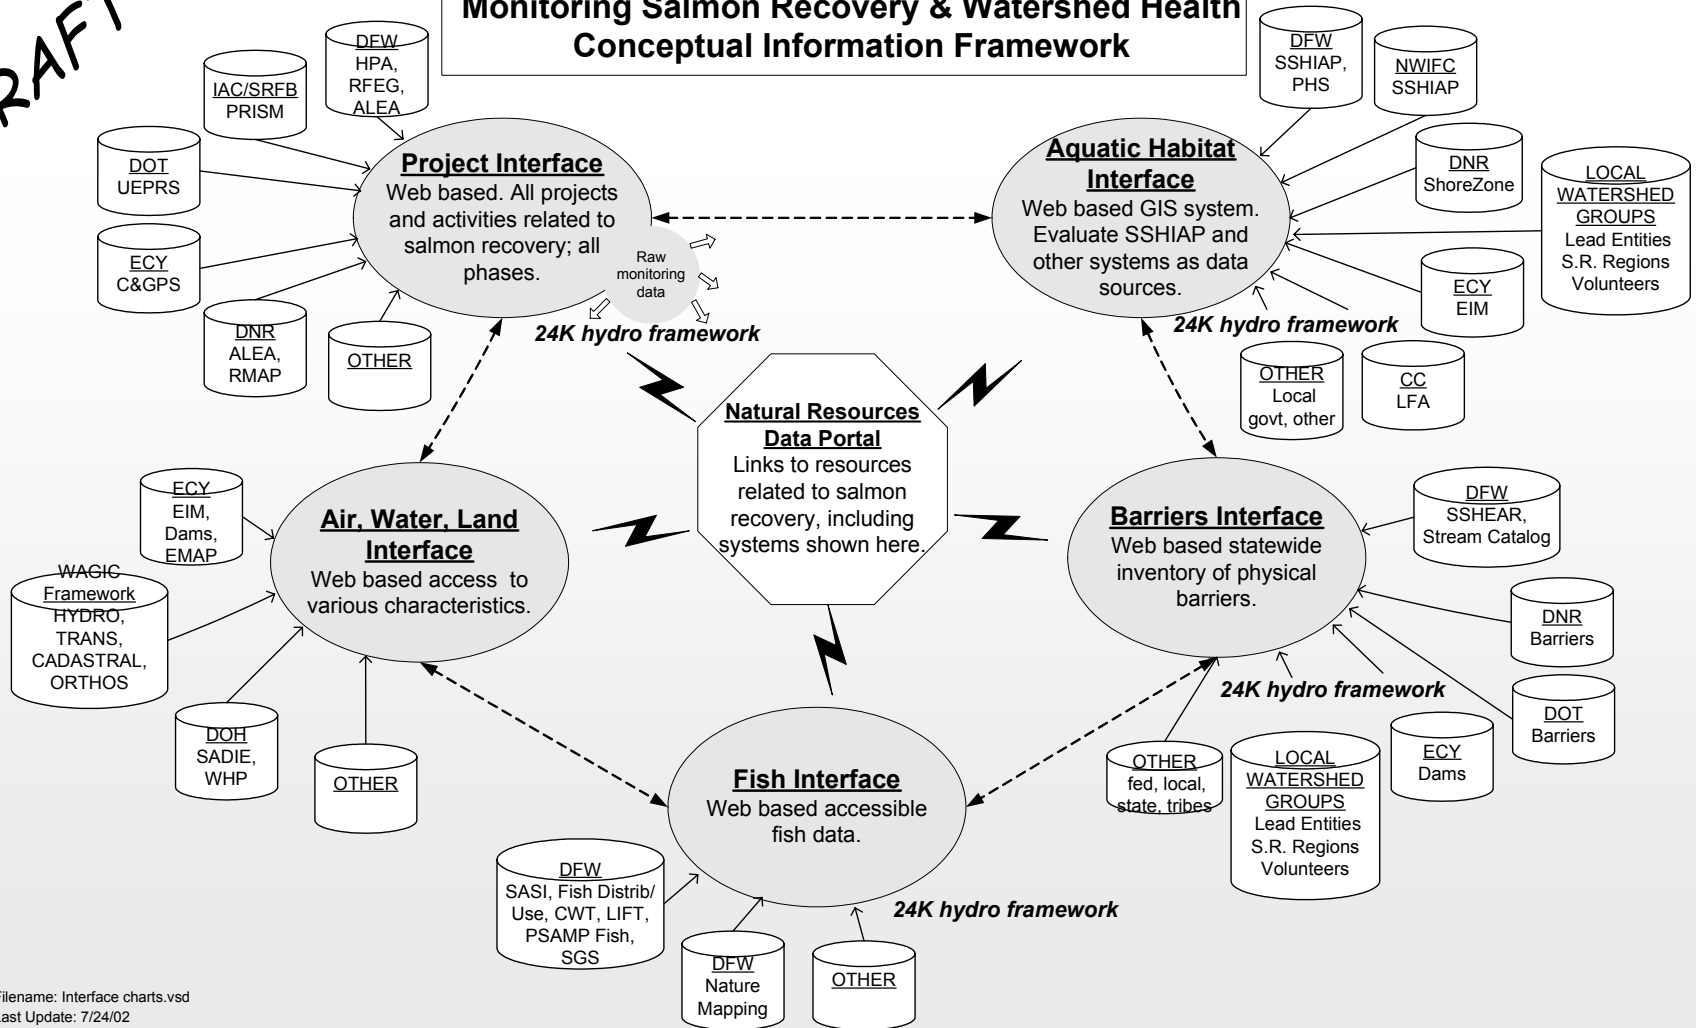 RAFT
Monitoring Salmon Recovery & Watershed Health
Conceptual Information Framework
DFW
HPA,
RFEG,
ALEA
IAC/SRFB
PRISM
DOT
UEPRS
ECY
C&GPS
DNR
ALEA,
RMAP
OTHER
Project Interface
Web based. All projects
and activities related to
salmon recovery; all
phases.
Raw
monitoring
data
24K hydro framework
DFW
SSHIAP,
PHS
NWIFC
SSHIAP
DNR
ShoreZone
LOCAL
WATERSHED
GROUPS
Lead Entities
S.R. Regions
Volunteers
ECY
EIM
Aquatic Habitat
Interface
Web based GIS system.
Evaluate SSHIAP and
other systems as data
sources.
24K hydro framework
OTHER
Local
govt, other
CC
LFA
Natural Resources
Data Portal
Links to resources
related to salmon
recovery, including
systems shown here.
ECY
EIM,
Dams,
EMAP
WAGIC
Framework
HYDRO,
TRANS,
CADASTRAL,
ORTHOS
DOH
SADIE,
WHP
OTHER
Air, Water, Land
Interface
Web based access to
various characteristics.
Barriers Interface
Web based statewide
inventory of physical
barriers.
DFW
SSHEAR,
Stream Catalog
DNR
Barriers
DOT
Barriers
24K hydro framework
ECY
Dams
LOCAL
WATERSHED
GROUPS
Lead Entities
S.R. Regions
Volunteers
OTHER
fed, local,
state, tribes
Fish Interface
Web based accessible
fish data.
DFW
SASI, Fish Distrib/
Use, CWT, LIFT,
PSAMP Fish,
SGS
DFW
Nature
Mapping
OTHER
24K hydro framework
Filename: Interface charts.vsd
Last Update: 7/24/02